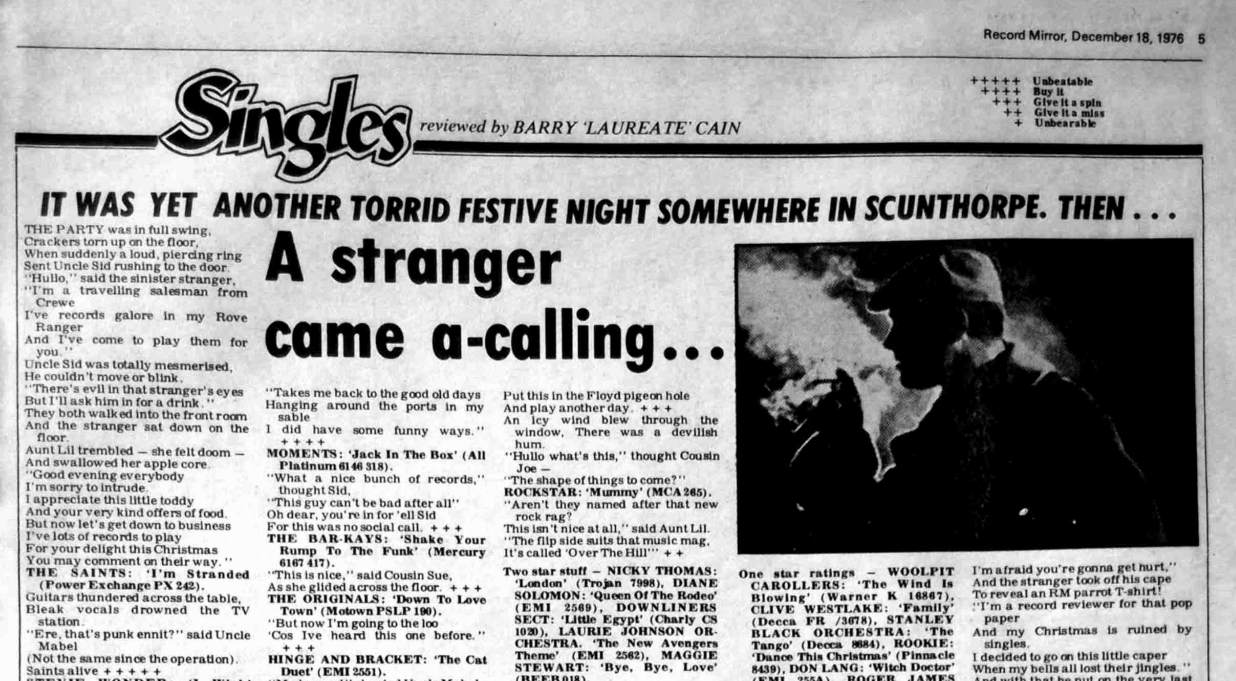 Record Mirror, December 18, 1976 5
Singles
reviewed by BARRY 'LAUREATE' CAIN
+++++ Unbeatable
++++ Buy it
+++ Give it a spin
++ Give it a miss
+ Unbearable
IT WAS YET ANOTHER TORRID FESTIVE NIGHT SOMEWHERE IN SCUNTHORPE. THEN . . .
A stranger
came a-calling...
THE PARTY was in full swing,
Crackers torn up on the floor,
When suddenly a loud, piercing ring
Sent Uncle Sid rushing to the door.
"Hullo," said the sinister stranger,
"I'm a travelling salesman from
Crewe
I've records galore in my Rove
Ranger
And I've come to play them for
you."
Uncle Sid was totally mesmerised,
He couldn't move or blink.
"There's evil in that stranger's eyes
But I'll ask him in for a drink."
They both walked into the front room
And the stranger sat down on the
floor.
Aunt Lil trembled — she felt doom —
And swallowed her apple core.
"Good evening everybody
I'm sorry to intrude.
I appreciate this little toddy
And your very kind offers of food.
But now let's get down to business
I've lots of records to play
For your delight this Christmas
You may comment on their way."
THE SAINTS: 'I'm Stranded
(Power Exchange PX 242).
Guitars thundered across the table,
Bleak vocals drowned the TV
station.
"Ere, that's punk ennit?" said Uncle
Mabel
(Not the same since the operation).
Saints alive + + + + +
"Takes me back to the good old days
Hanging around the ports in my
sable
I did have some funny ways."
+ + + +
MOMENTS: 'Jack In The Box' (All
Platinum 6146 318).
"What a nice bunch of records,"
thought Sid,
"This guy can't be bad after all"
Oh dear, you're in for 'ell Sid
For this was no social call. + + +
THE BAR-KAYS: 'Shake Your
Rump To The Funk' (Mercury
6167 417).
"This is nice," said Cousin Sue,
As she glided across the floor. + + +
THE ORIGINALS: 'Down To Love
Town' (Motown PSLP 190).
"But now I'm going to the loo
'Cos Ive heard this one before."
+ + +
HINGE AND BRACKET: 'The Cat
Duet' (EMI 2551).
Put this in the Floyd pigeon hole
And play another day. + + +
An icy wind blew through the
window, There was a devilish
hum.
"Hullo what's this," thought Cousin
Joe —
"The shape of things to come?"
ROCKSTAR: 'Mummy' (MCA 265).
"Aren't they named after that new
rock rag?
This isn't nice at all," said Aunt Lil.
"The flip side suits that music mag,
It's called 'Over The Hill'" + +
Two star stuff — NICKY THOMAS:
'London' (Trojan 7998), DIANE
SOLOMON: 'Queen Of The Rodeo'
(EMI 2569), DOWNLINERS
SECT: 'Little Egypt' (Charly CS
1020), LAURIE JOHNSON OR-
CHESTRA. 'The New Avengers
Theme' (EMI 2562), MAGGIE
STEWART: 'Bye, Bye, Love'
One star ratings — WOOLPIT
CAROLLERS: 'The Wind Is
Blowing' (Warner K 16867),
CLIVE WESTLAKE: 'Family'
(Decca FR /3678), STANLEY
BLACK ORCHESTRA: 'The
Tango' (Decca 8684), ROOKIE:
'Dance This Christmas' (Pinnacle
8439), DON LANG: 'Witch Doctor'
ROGER JAMES
I'm afraid you're gonna get hurt,"
And the stranger took off his cape
To reveal an RM parrot T-shirt!
"I'm a record reviewer for that pop
paper
And my Christmas is ruined by
singles.
I decided to go on this little caper
When my bells all lost their jingles."
And with that he put on the very last